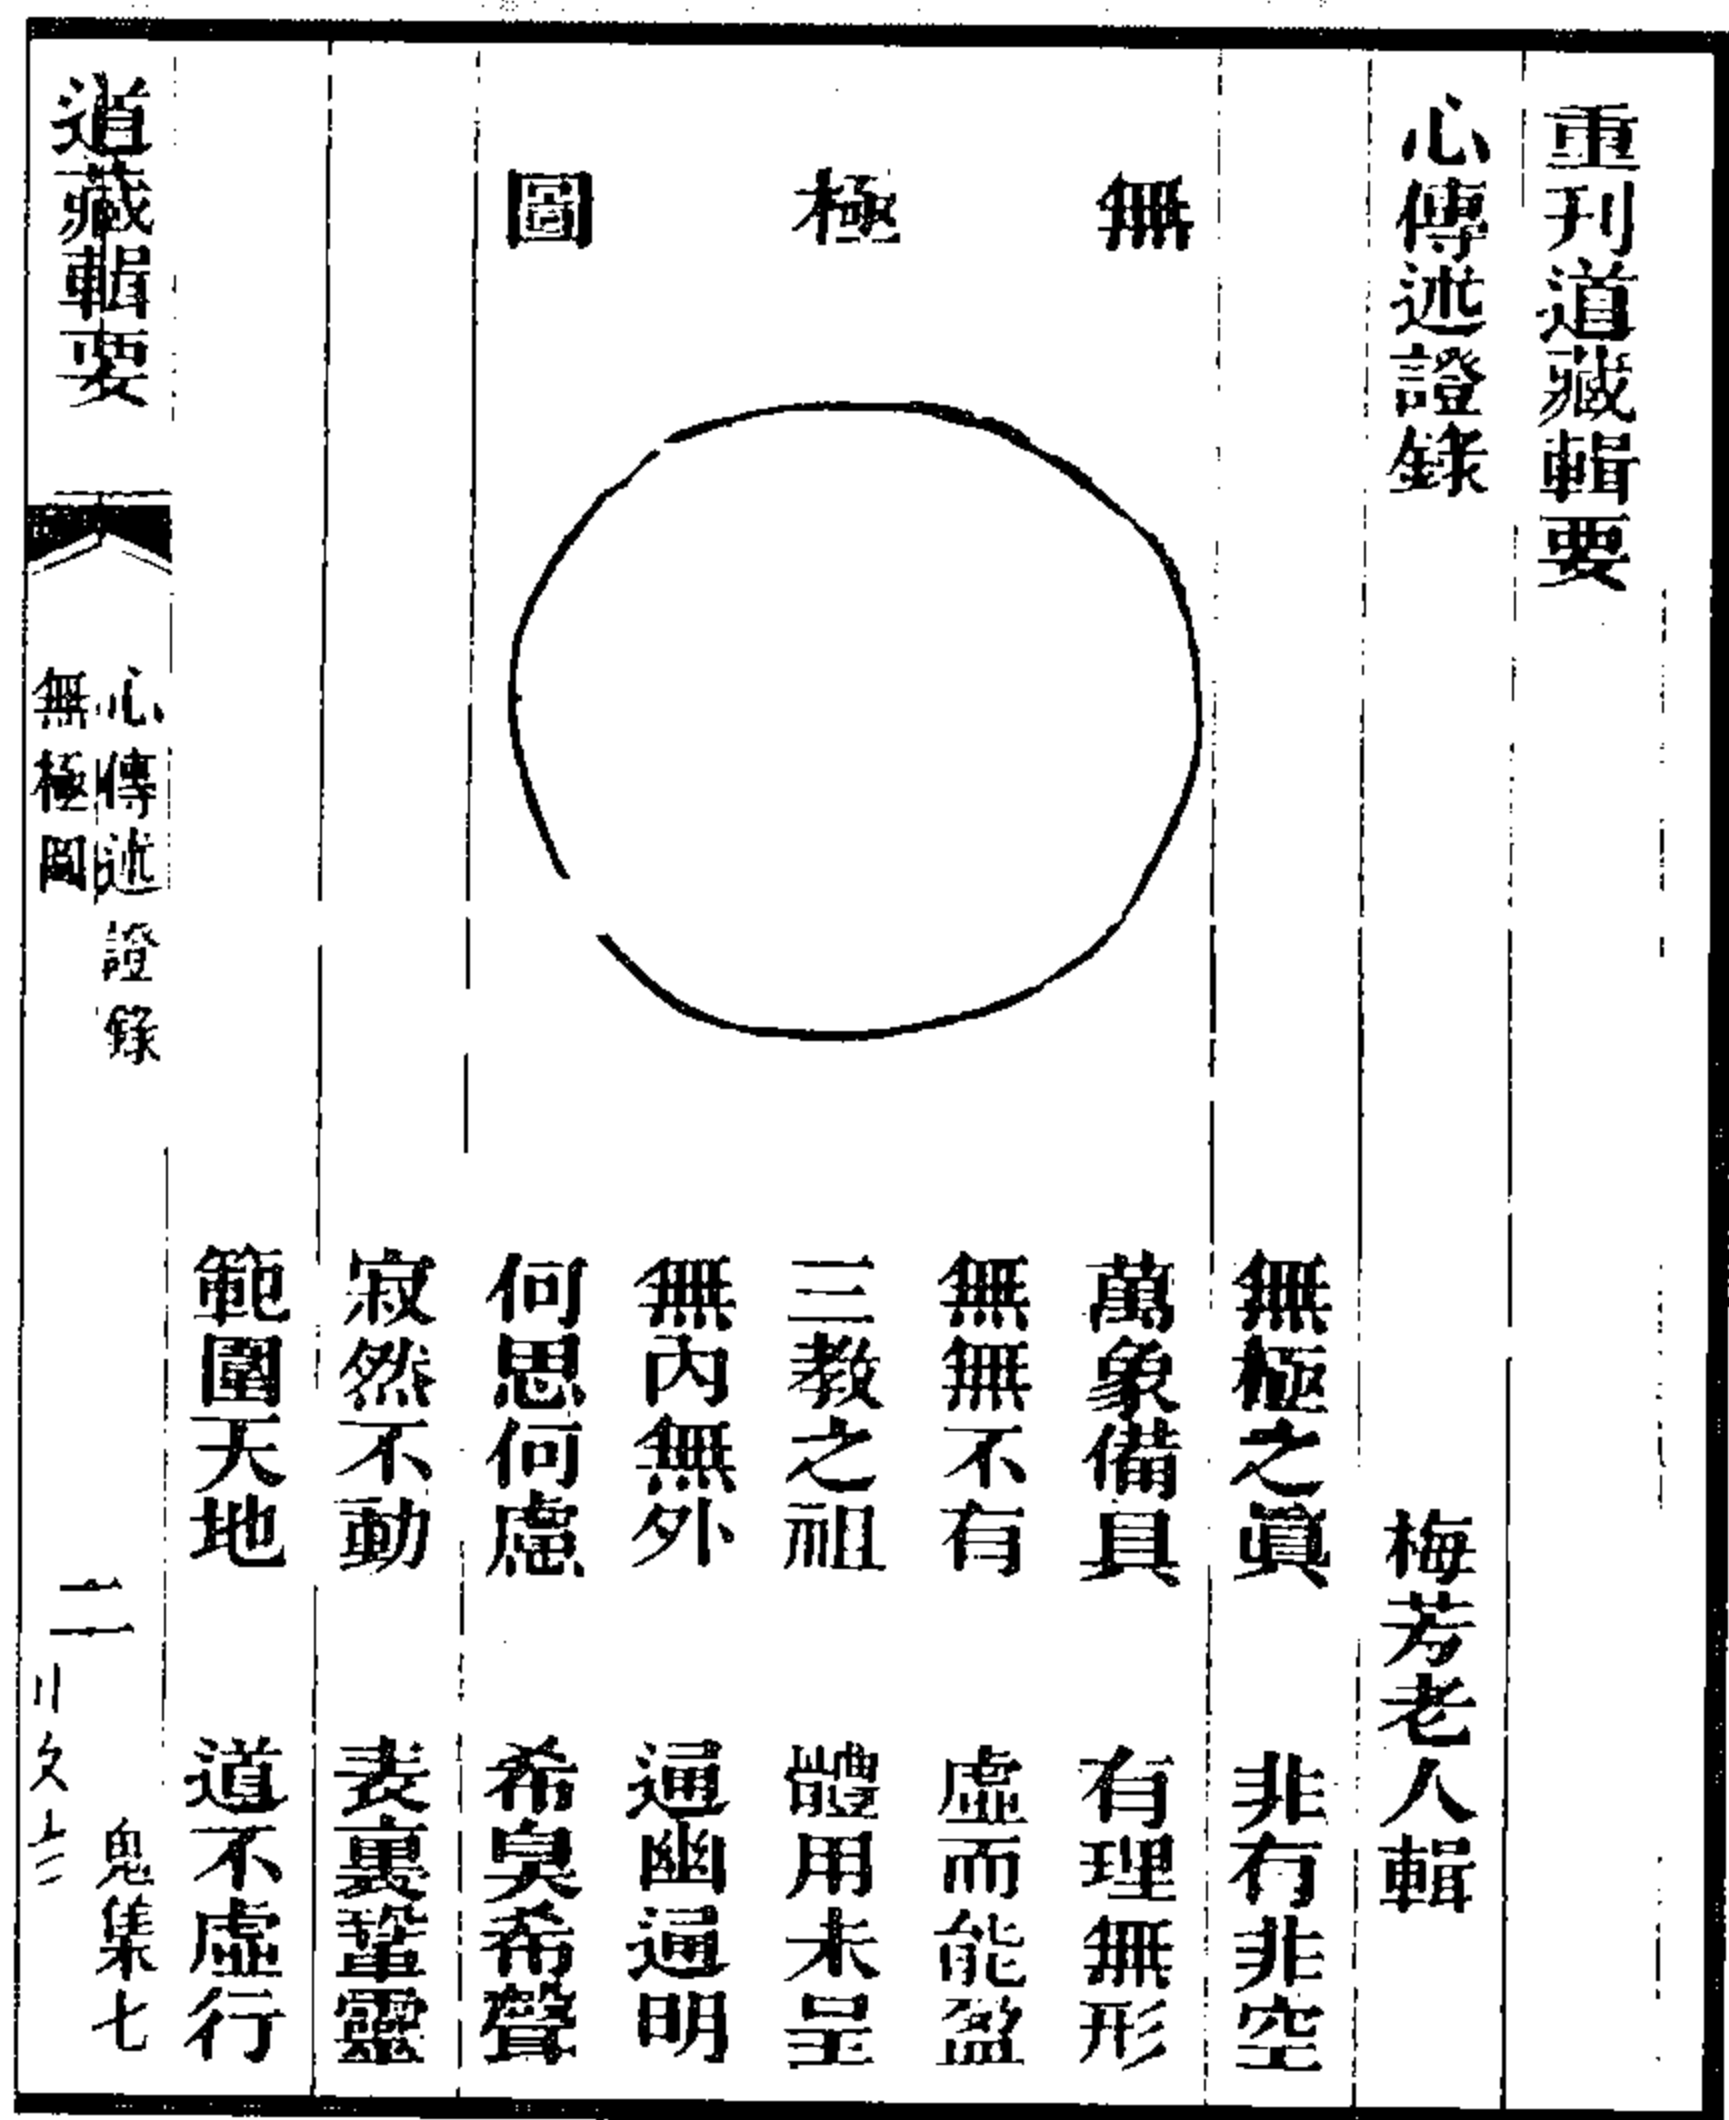 重刊道藏輯要
心傳述證錄
梅芳老人輯
無極圖
無極之眞 非有非空
萬象備具 有理無形
無無不有 虛而能盈
三教之祖 體用未呈
無內無外 通幽通明
何思何慮 希臭希聲
寂然不動 表裏鞏靈
範圍天地 道不虛行
道藏輯要
心傳述證錄
無極圖
二
鬼集七